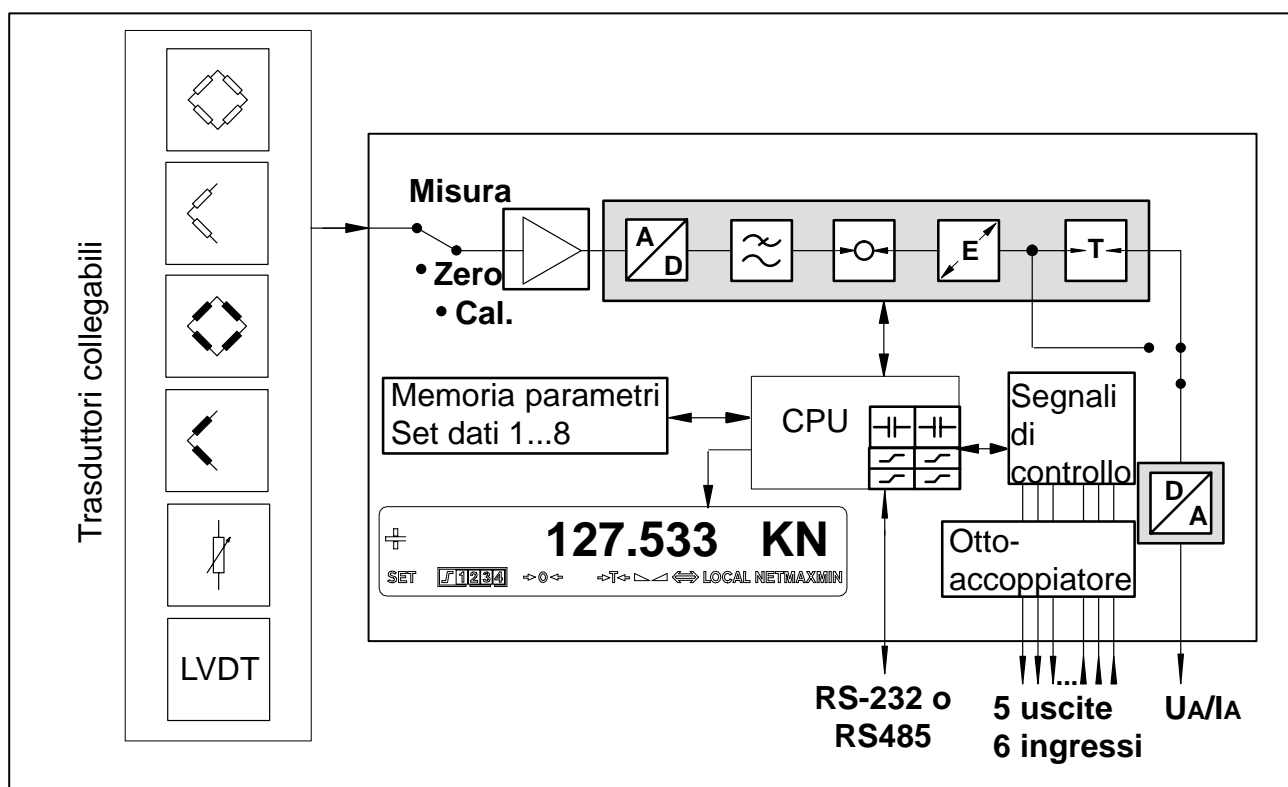 Trasduttori collegabili
LVDT
Misura
Zero
Cal.
A
D
E
T
Memoria parametri
Set dati 1...8
CPU
Segnali
di
controllo
D
A
127.533 KN
SET 1234 0 T LOCAL NETMAXMIN
Otto-
accoppiatore
RS-232 o
RS485
...
5 uscite
6 ingressi
UA/IA